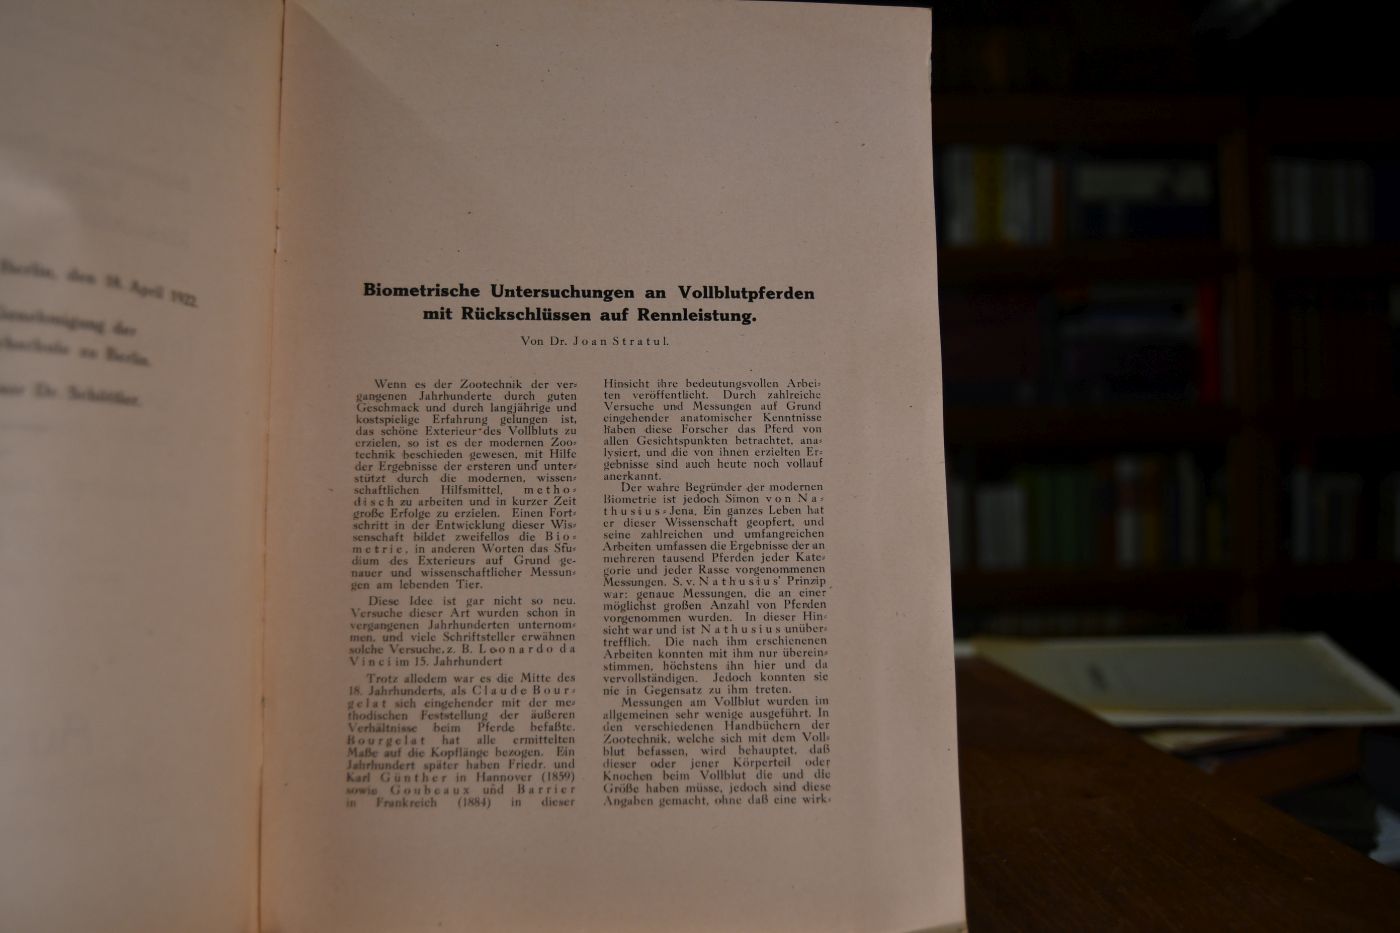 Berlin, den 18. April 1922.
Genehmigung der
zu Berlin.
Dr. Schöttler.
Biometrische Untersuchungen an Vollblutpferden
mit Rückschlüssen auf Rennleistung.
Von Dr. Joan Stratul.
Wenn es der Zootechnik der ver-
gangenen Jahrhunderte durch guten
Geschmack und durch langjährige und
kostspielige Erfahrung gelungen ist,
das schöne Exterieur des Vollbluts zu
erzielen, so ist es der modernen Zoo-
technik beschieden gewesen, mit Hilfe
der Ergebnisse der ersteren und unter-
stützt durch die modernen, wissen-
schaftlichen Hilfsmittel, metho-
disch zu arbeiten und in kurzer Zeit
große Erfolge zu erzielen. Einen Fort-
schritt in der Entwicklung dieser Wis-
senschaft bildet zweifellos die Bio-
metrie, in anderen Worten das Stu-
dium des Exterieurs auf Grund ge-
nauer und wissenschaftlicher Messun-
gen am lebenden Tier.
Diese Idee ist gar nicht so neu.
Versuche dieser Art wurden schon in
vergangenen Jahrhunderten unternom-
men, und viele Schriftsteller erwähnen
solche Versuche, z. B. Leonardo da
Vinci im 15. Jahrhundert
Trotz alledem war es die Mitte des
18. Jahrhunderts, als Claude Bour-
gelat sich eingehender mit der me-
thodischen Feststellung der äußeren
Verhältnisse beim Pferde befaßte.
Bourgelat hat alle ermittelten
Maße auf die Kopflänge bezogen. Ein
Jahrhundert später haben Friedr. und
Karl Günther in Hannover (1859)
sowie Goubeaux und Barrier
in Frankreich (1884) in dieser
Hinsicht ihre bedeutungsvollen Arbei-
ten veröffentlicht. Durch zahlreiche
Versuche und Messungen auf Grund
eingehender anatomischer Kenntnisse
haben diese Forscher das Pferd von
allen Gesichtspunkten betrachtet, ana-
lysiert, und die von ihnen erzielten Er-
gebnisse sind auch heute noch vollauf
anerkannt.
Der wahre Begründer der modernen
Biometrie ist jedoch Simon von Na-
thusius-Jena. Ein ganzes Leben hat
er dieser Wissenschaft geopfert, und
seine zahlreichen und umfangreichen
Arbeiten umfassen die Ergebnisse der an
mehreren tausend Pferden jeder Kate-
gorie und jeder Rasse vorgenommenen
Messungen. S. v. Nathusius' Prinzip
war: genaue Messungen, die an einer
möglichst großen Anzahl von Pferden
vorgenommen wurden. In dieser Hin-
sicht war und ist Nathusius unüber-
trefflich. Die nach ihm erschienenen
Arbeiten konnten mit ihm nur überein-
stimmen, höchstens ihn hier und da
vervollständigen. Jedoch konnten sie
nie in Gegensatz zu ihm treten.
Messungen am Vollblut wurden im
allgemeinen sehr wenige ausgeführt. In
den verschiedenen Handbüchern der
Zootechnik, welche sich mit dem Voll-
blut befassen, wird behauptet, daß
dieser oder jener Körperteil oder
Knochen beim Vollblut die und die
Größe haben müsse, jedoch sind diese
Angaben gemacht, ohne daß eine wirk-